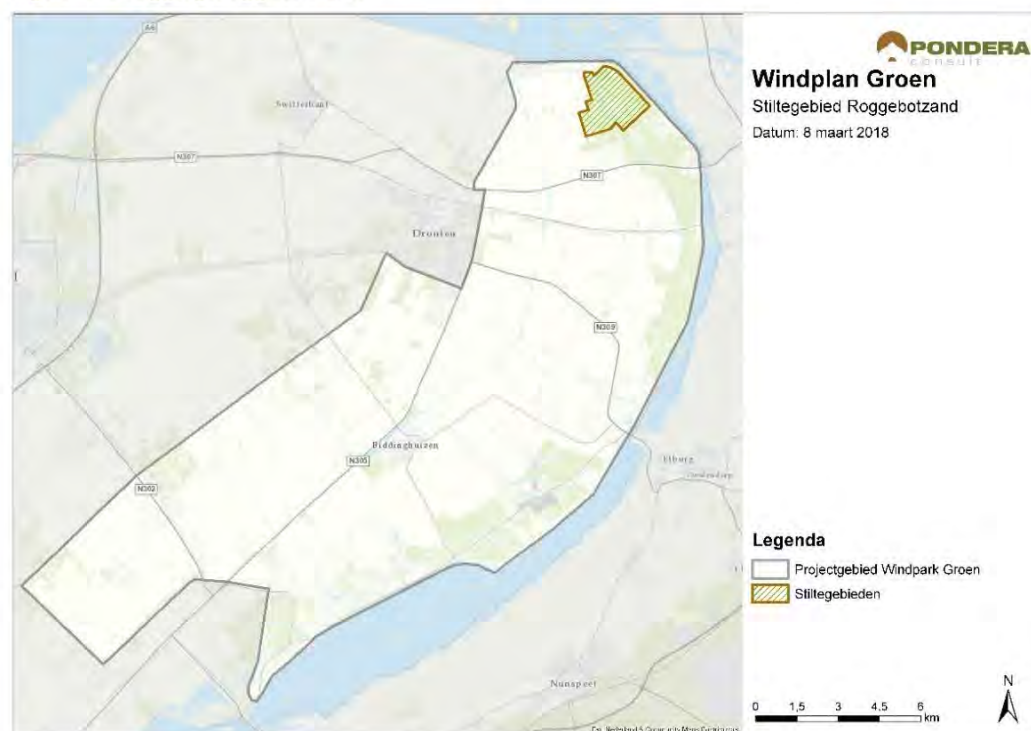 PONDERA
consult
Windplan Groen
Stiltegebied Roggebotzand
Datum: 8 maart 2018
A6
Swifterbant
N307
N307
Dronten
N309
Biddinghuizen
N305
Elburg
N302
Nunspeet
Legenda
Projectgebied Windpark Groen
Stiltegebieden
N
0 1,5 3 4,5 6
km